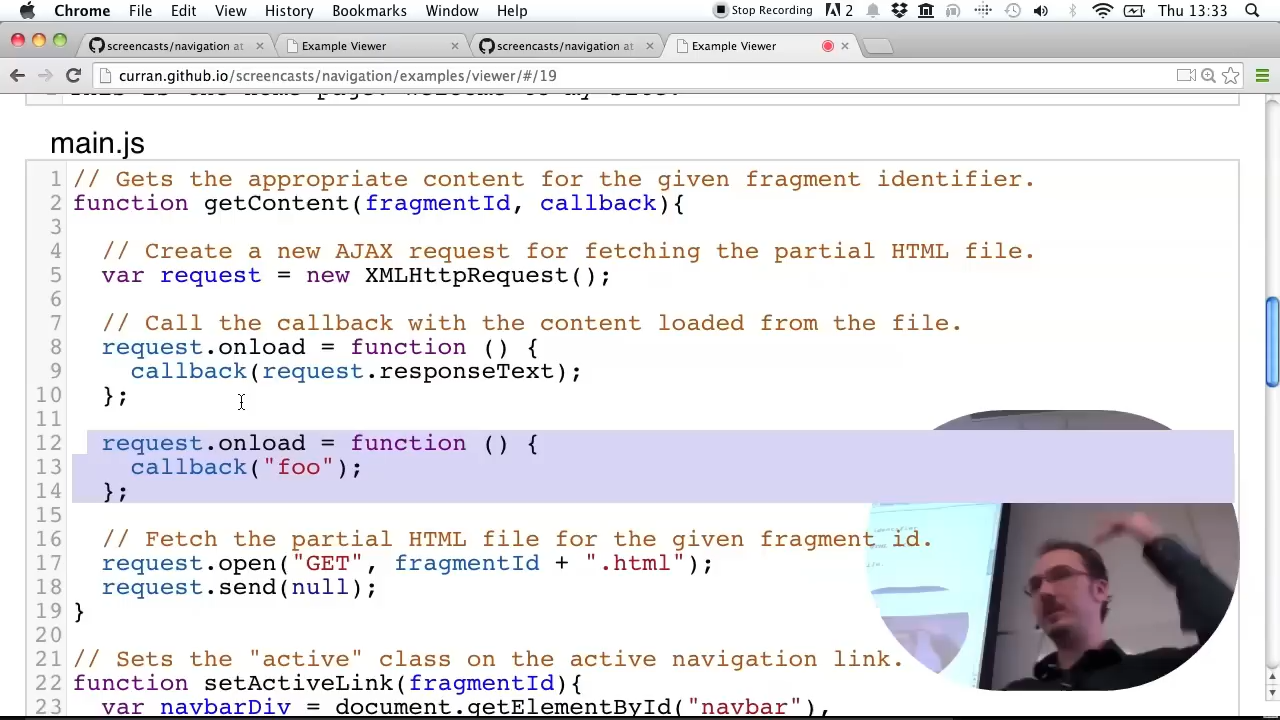 Chrome File Edit View History Bookmarks Window Help Stop Recording 2 Thu 13:33
screencasts/navigation at Example Viewer screencasts/navigation at Example Viewer
curran.github.io/screencasts/navigation/examples/viewer/#/19
main.js
1 // Gets the appropriate content for the given fragment identifier.
2 function getContent(fragmentId, callback){
3
4 // Create a new AJAX request for fetching the partial HTML file.
5 var request = new XMLHttpRequest();
6
7 // Call the callback with the content loaded from the file.
8 request.onload = function () {
9 callback(request.responseText);
10 };
11
12 request.onload = function () {
13 callback("foo");
14 };
15
16 // Fetch the partial HTML file for the given fragment id.
17 request.open("GET", fragmentId + ".html");
18 request.send(null);
19 }
20
21 // Sets the "active" class on the active navigation link.
22 function setActiveLink(fragmentId){
23 var navbarDiv = document.getElementById("navbar"),